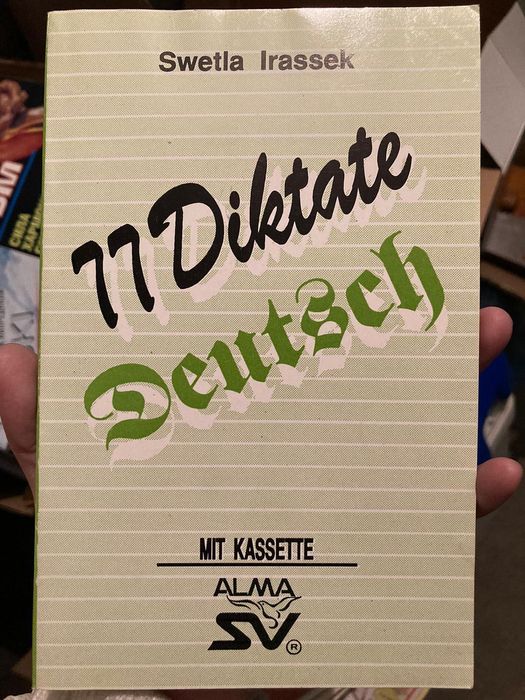 Swetla Irassek
77 Diktate
Deutsch
MIT KASSETTE
ALMA
SV®